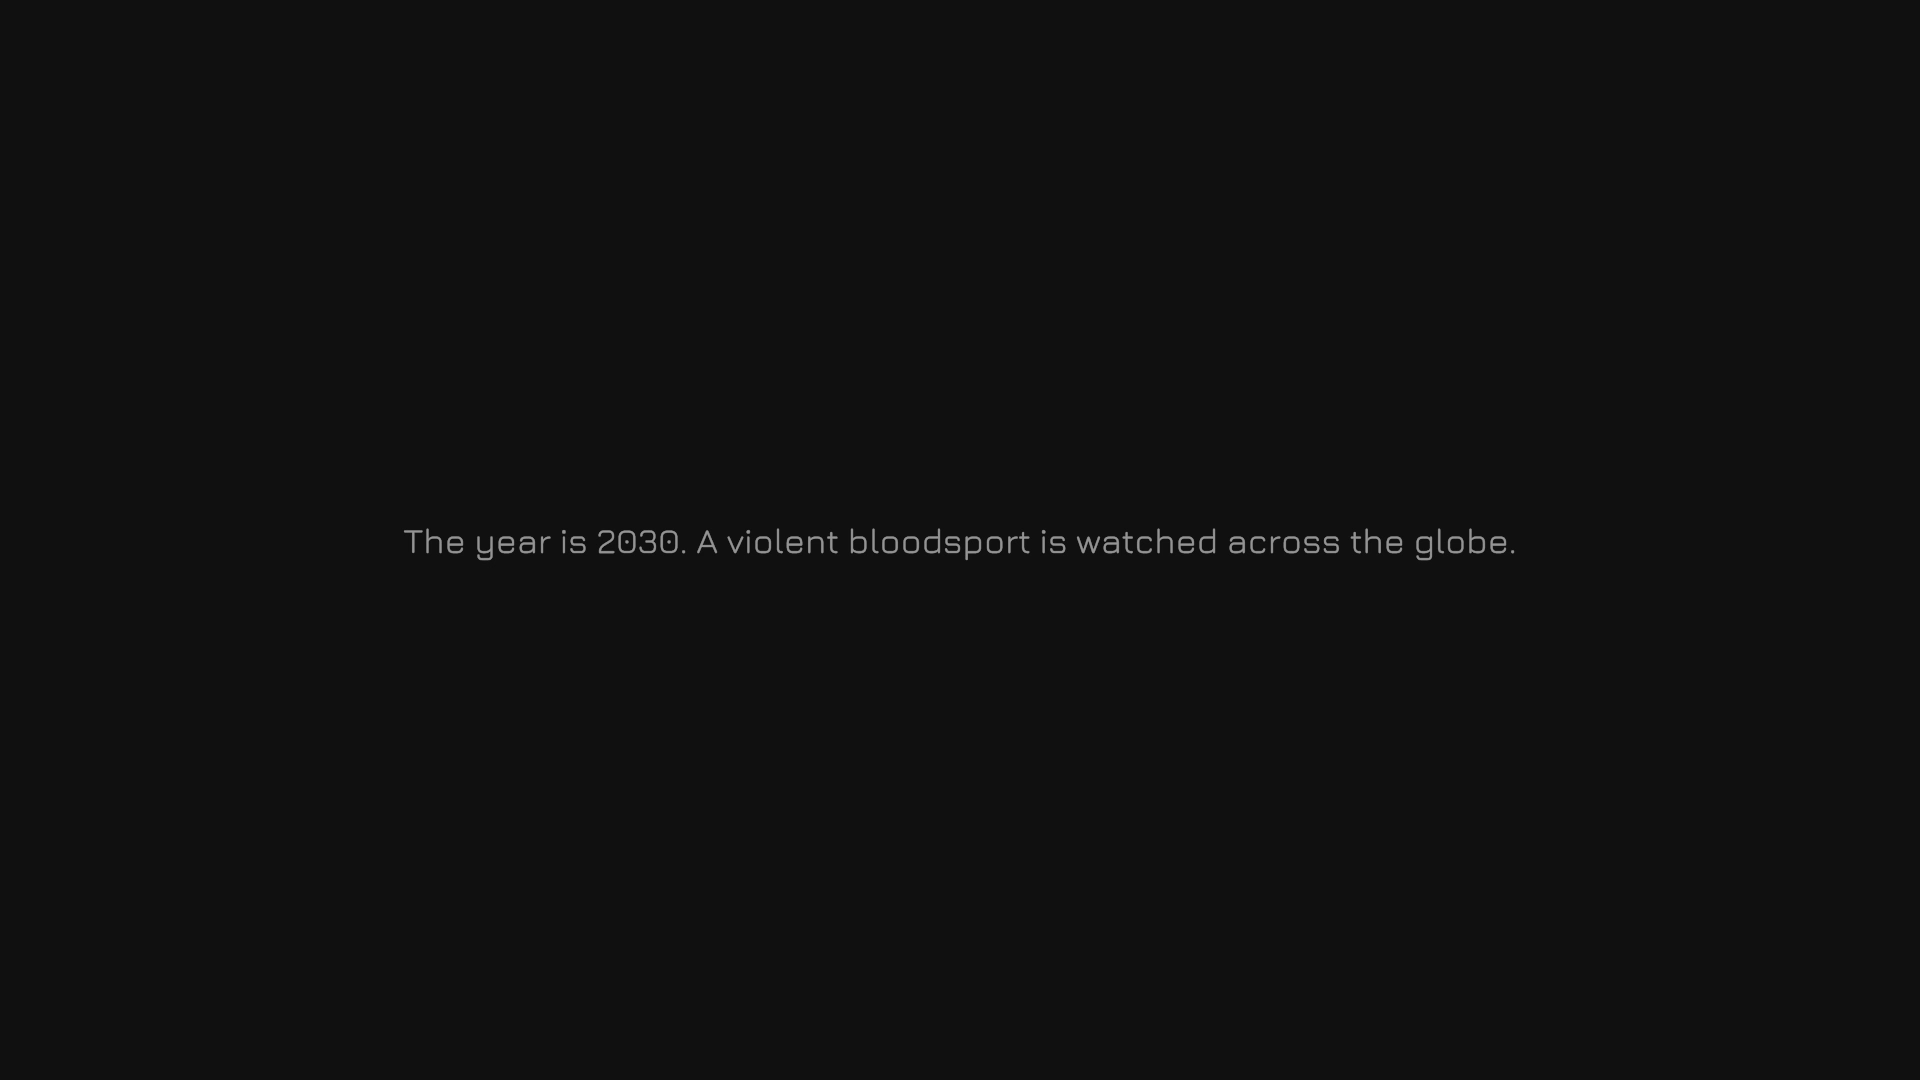 The year is 2030. A violent bloodsport is watched across the globe.